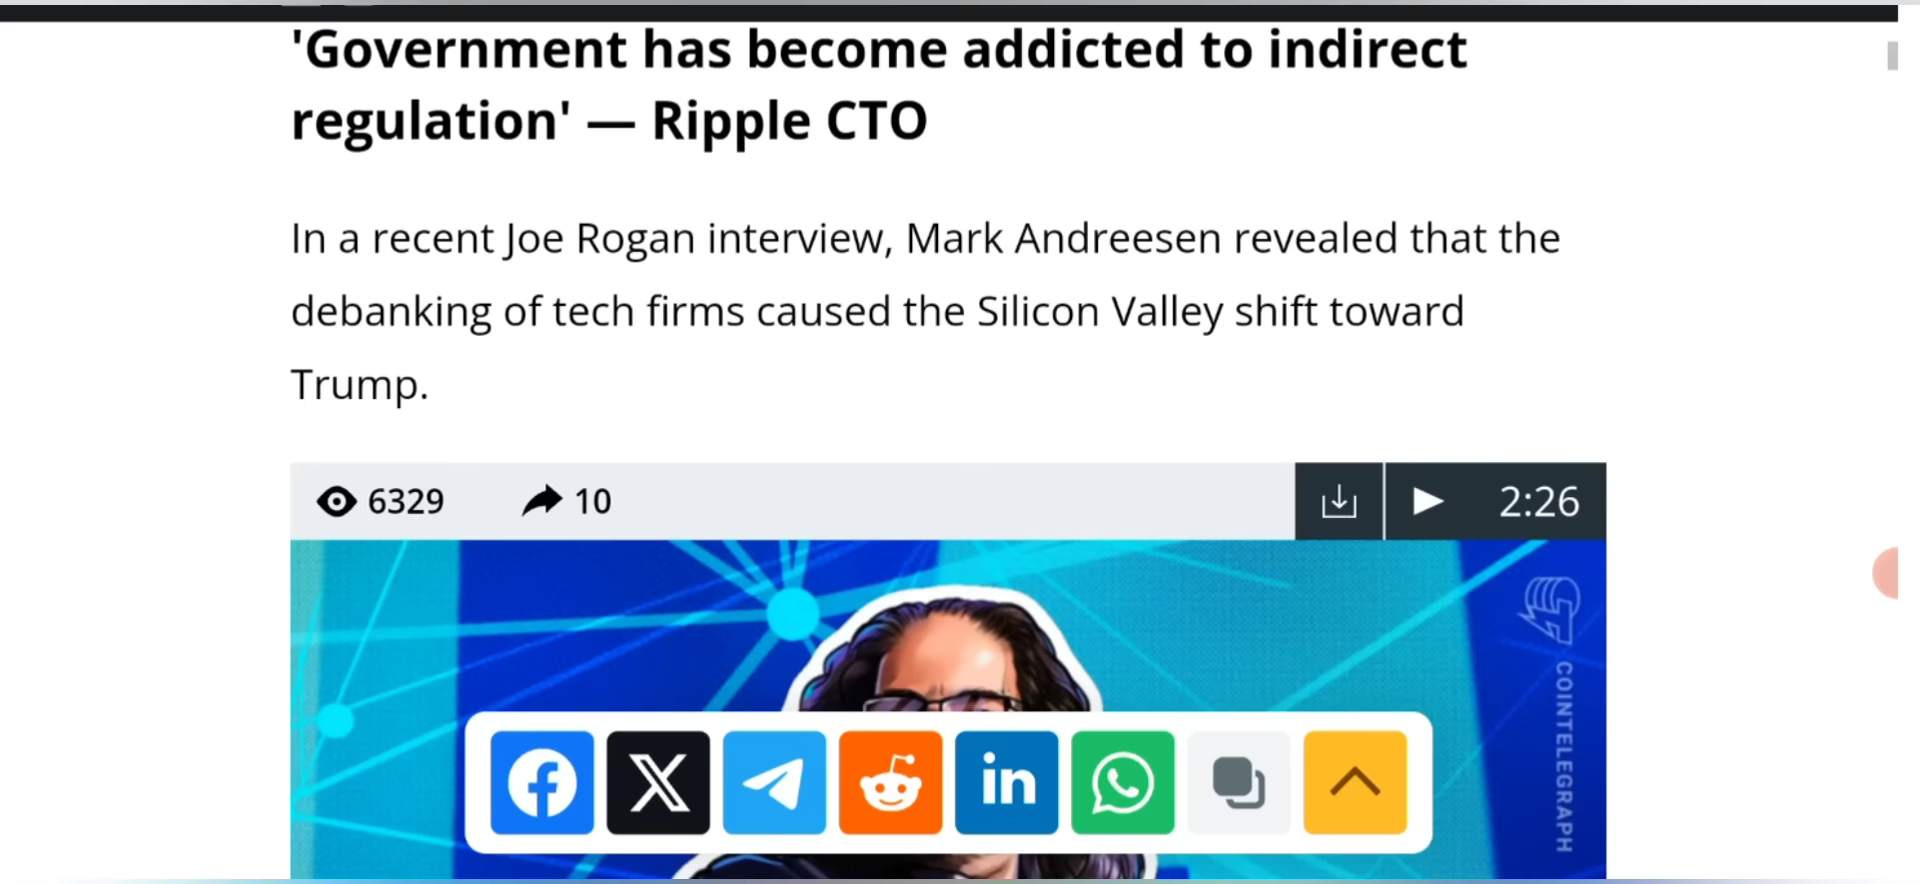 'Government has become addicted to indirect
regulation' — Ripple CTO
In a recent Joe Rogan interview, Mark Andreesen revealed that the
debanking of tech firms caused the Silicon Valley shift toward
Trump.
6329 10 2:26
COINTELEGRAPH
in